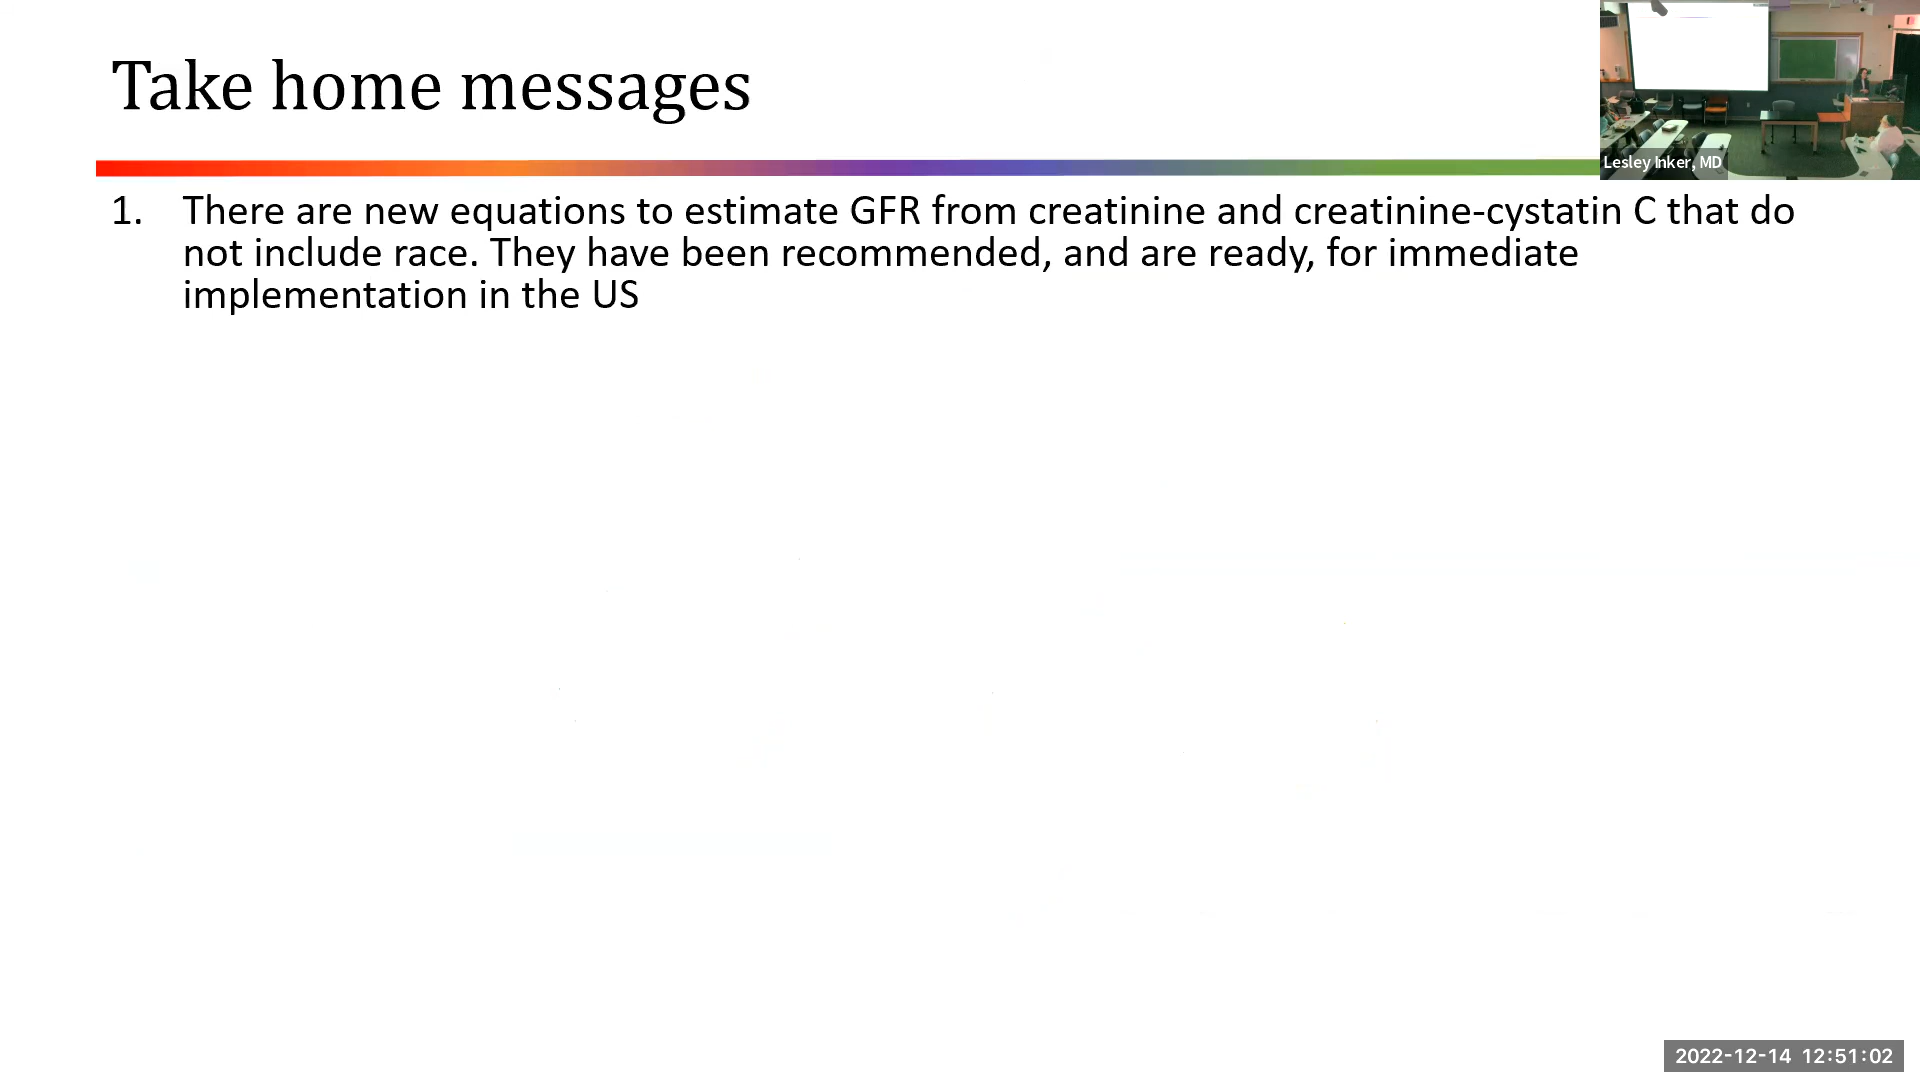 Take home messages
Lesley Inker, MD
1. There are new equations to estimate GFR from creatinine and creatinine-cystatin C that do
not include race. They have been recommended, and are ready, for immediate
implementation in the US
2022-12-14 12:51:02